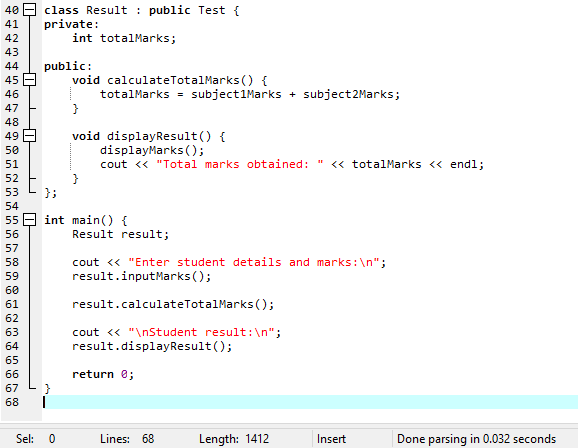 40 class Result : public Test {
41 private:
42     int totalMarks;
43
44 public:
45     void calculateTotalMarks() {
46         totalMarks = subject1Marks + subject2Marks;
47     }
48
49     void displayResult() {
50         displayMarks();
51         cout << "Total marks obtained: " << totalMarks << endl;
52     }
53 };
54
55 int main() {
56     Result result;
57
58     cout << "Enter student details and marks:\n";
59     result.inputMarks();
60
61     result.calculateTotalMarks();
62
63     cout << "\nStudent result:\n";
64     result.displayResult();
65
66     return 0;
67 }
68
Sel: 0 Lines: 68 Length: 1412 Insert Done parsing in 0.032 seconds